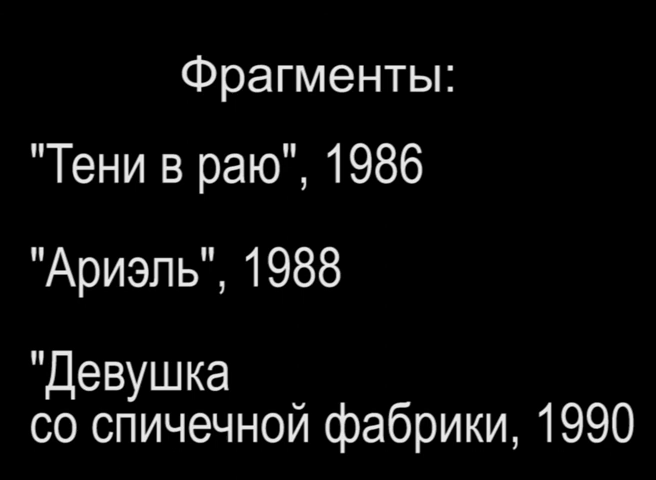 Фрагменты:
"Тени в раю", 1986
"Ариэль", 1988
"Девушка
со спичечной фабрики, 1990